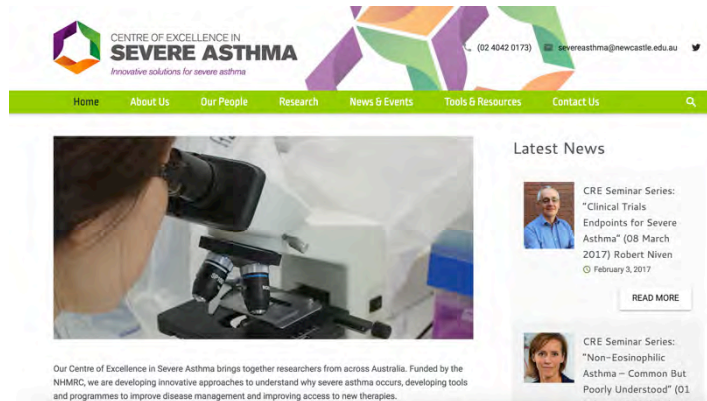 CENTRE OF EXCELLENCE IN
SEVERE ASTHMA
Innovative solutions for severe asthma
(02 4042 0173)
severeasthma@newcastle.edu.au
Home
About Us
Our People
Research
News & Events
Tools & Resources
Contact Us
Our Centre of Excellence in Severe Asthma brings together researchers from across Australia. Funded by the
NHMRC, we are developing innovative approaches to understand why severe asthma occurs, developing tools
and programmes to improve disease management and improving access to new therapies.
Latest News
CRE Seminar Series:
"Clinical Trials
Endpoints for Severe
Asthma" (08 March
2017) Robert Niven
February 3, 2017
READ MORE
CRE Seminar Series:
"Non-Eosinophilic
Asthma – Common But
Poorly Understood" (01